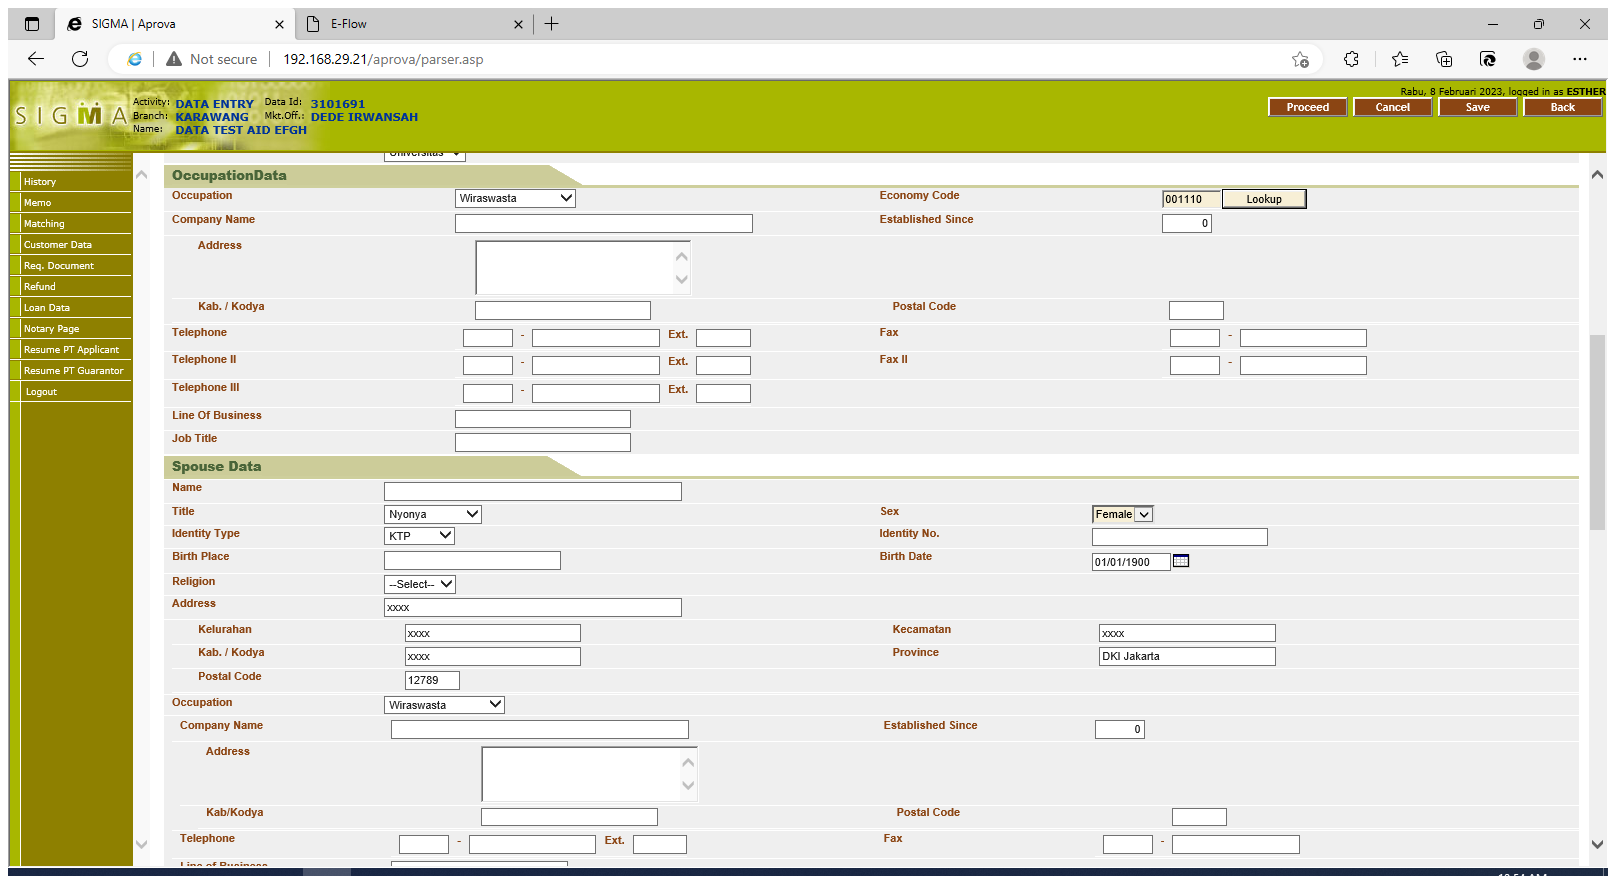 SIGMA | Aprova
E-Flow
Not secure
192.168.29.21/aprova/parser.asp
Rabu, 8 Februari 2023, logged in as ESTHER
SIGMA
Activity: DATA ENTRY Data Id: 3101691
Branch: KARAWANG Mkt.Off.: DEDE IRWANSAH
Name: DATA TEST AID EFGH
Proceed Cancel Save Back
History
Memo
Matching
Customer Data
Req. Document
Refund
Loan Data
Notary Page
Resume PT Applicant
Resume PT Guarantor
Logout
Universitas
OccupationData
Occupation Wiraswasta Economy Code 001110 Lookup
Company Name Established Since 0
Address
Kab. / Kodya Postal Code
Telephone - Ext. Fax -
Telephone II - Ext. Fax II -
Telephone III - Ext.
Line Of Business
Job Title
Spouse Data
Name
Title Nyonya Sex Female
Identity Type KTP Identity No.
Birth Place Birth Date 01/01/1900
Religion --Select--
Address xxxx
Kelurahan xxxx Kecamatan xxxx
Kab. / Kodya xxxx Province DKI Jakarta
Postal Code 12789
Occupation Wiraswasta
Company Name Established Since 0
Address
Kab/Kodya Postal Code
Telephone - Ext. Fax -
Line of Business